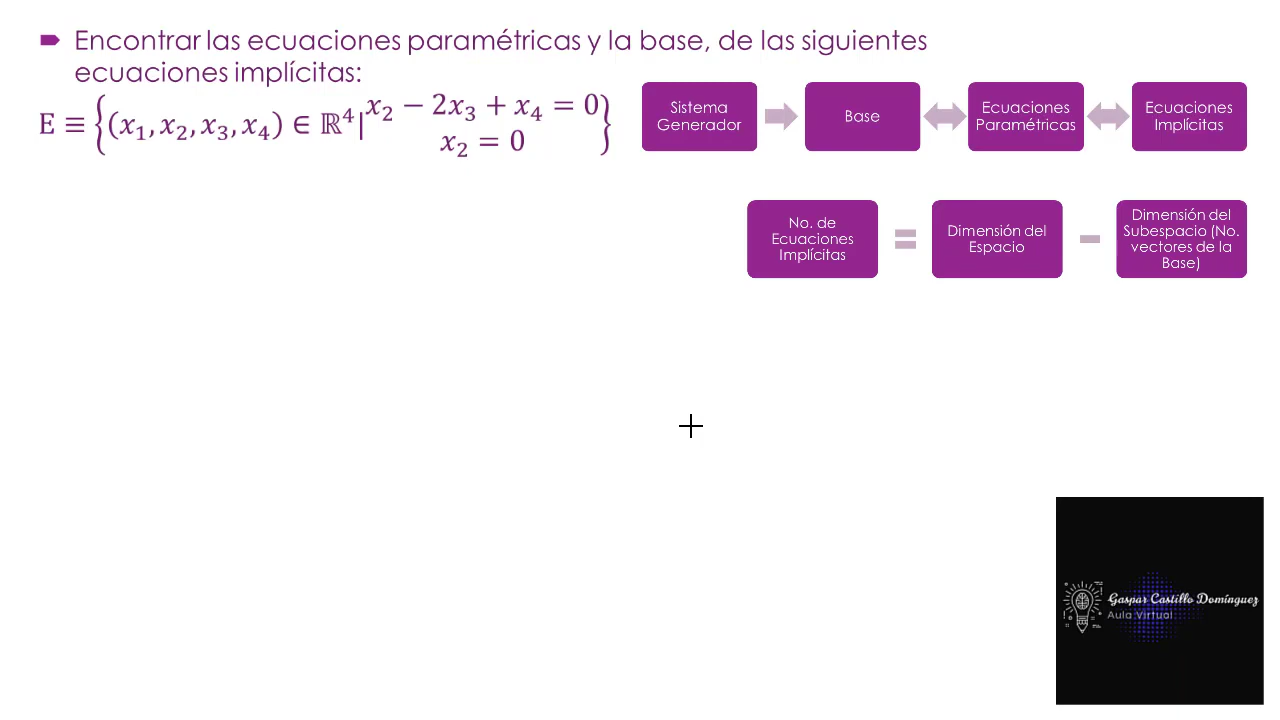 Encontrar las ecuaciones paramétricas y la base, de las siguientes
ecuaciones implícitas:
E ≡ {(x₁, x₂, x₃, x₄) ∈ ℝ⁴| x₂ − 2x₃ + x₄ = 0
x₂ = 0}
Sistema
Generador
Base
Ecuaciones
Paramétricas
Ecuaciones
Implícitas
No. de
Ecuaciones
Implícitas
=
Dimensión del
Espacio
-
Dimensión del
Subespacio (No.
vectores de la
Base)
Gaspar Castillo Domínguez
Aula Virtual